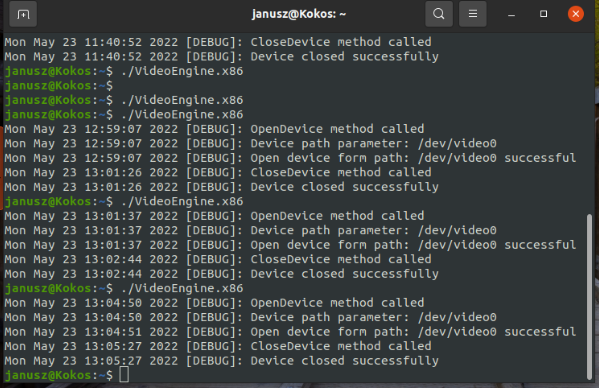 janusz@Kokos: ~
Mon May 23 11:40:52 2022 [DEBUG]: CloseDevice method called
Mon May 23 11:40:52 2022 [DEBUG]: Device closed successfully
janusz@Kokos:~$ ./VideoEngine.x86
janusz@Kokos:~$
janusz@Kokos:~$ ./VideoEngine.x86
janusz@Kokos:~$ ./VideoEngine.x86
Mon May 23 12:59:07 2022 [DEBUG]: OpenDevice method called
Mon May 23 12:59:07 2022 [DEBUG]: Device path parameter: /dev/video0
Mon May 23 12:59:07 2022 [DEBUG]: Open device form path: /dev/video0 successful
Mon May 23 13:01:26 2022 [DEBUG]: CloseDevice method called
Mon May 23 13:01:26 2022 [DEBUG]: Device closed successfully
janusz@Kokos:~$ ./VideoEngine.x86
Mon May 23 13:01:37 2022 [DEBUG]: OpenDevice method called
Mon May 23 13:01:37 2022 [DEBUG]: Device path parameter: /dev/video0
Mon May 23 13:01:37 2022 [DEBUG]: Open device form path: /dev/video0 successful
Mon May 23 13:02:44 2022 [DEBUG]: CloseDevice method called
Mon May 23 13:02:44 2022 [DEBUG]: Device closed successfully
janusz@Kokos:~$ ./VideoEngine.x86
Mon May 23 13:04:50 2022 [DEBUG]: OpenDevice method called
Mon May 23 13:04:50 2022 [DEBUG]: Device path parameter: /dev/video0
Mon May 23 13:04:51 2022 [DEBUG]: Open device form path: /dev/video0 successful
Mon May 23 13:05:27 2022 [DEBUG]: CloseDevice method called
Mon May 23 13:05:27 2022 [DEBUG]: Device closed successfully
janusz@Kokos:~$